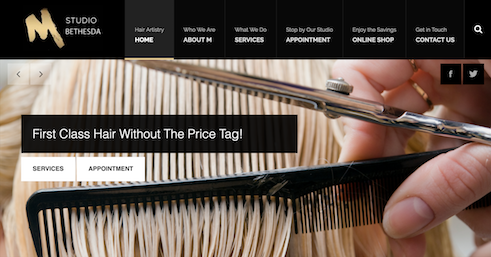 M STUDIO
BETHESDA
Hair Artistry
HOME
Who We Are
ABOUT M
What We Do
SERVICES
Stop by Our Studio
APPOINTMENT
Enjoy the Savings
ONLINE SHOP
Get in Touch
CONTACT US
First Class Hair Without The Price Tag!
SERVICES
APPOINTMENT